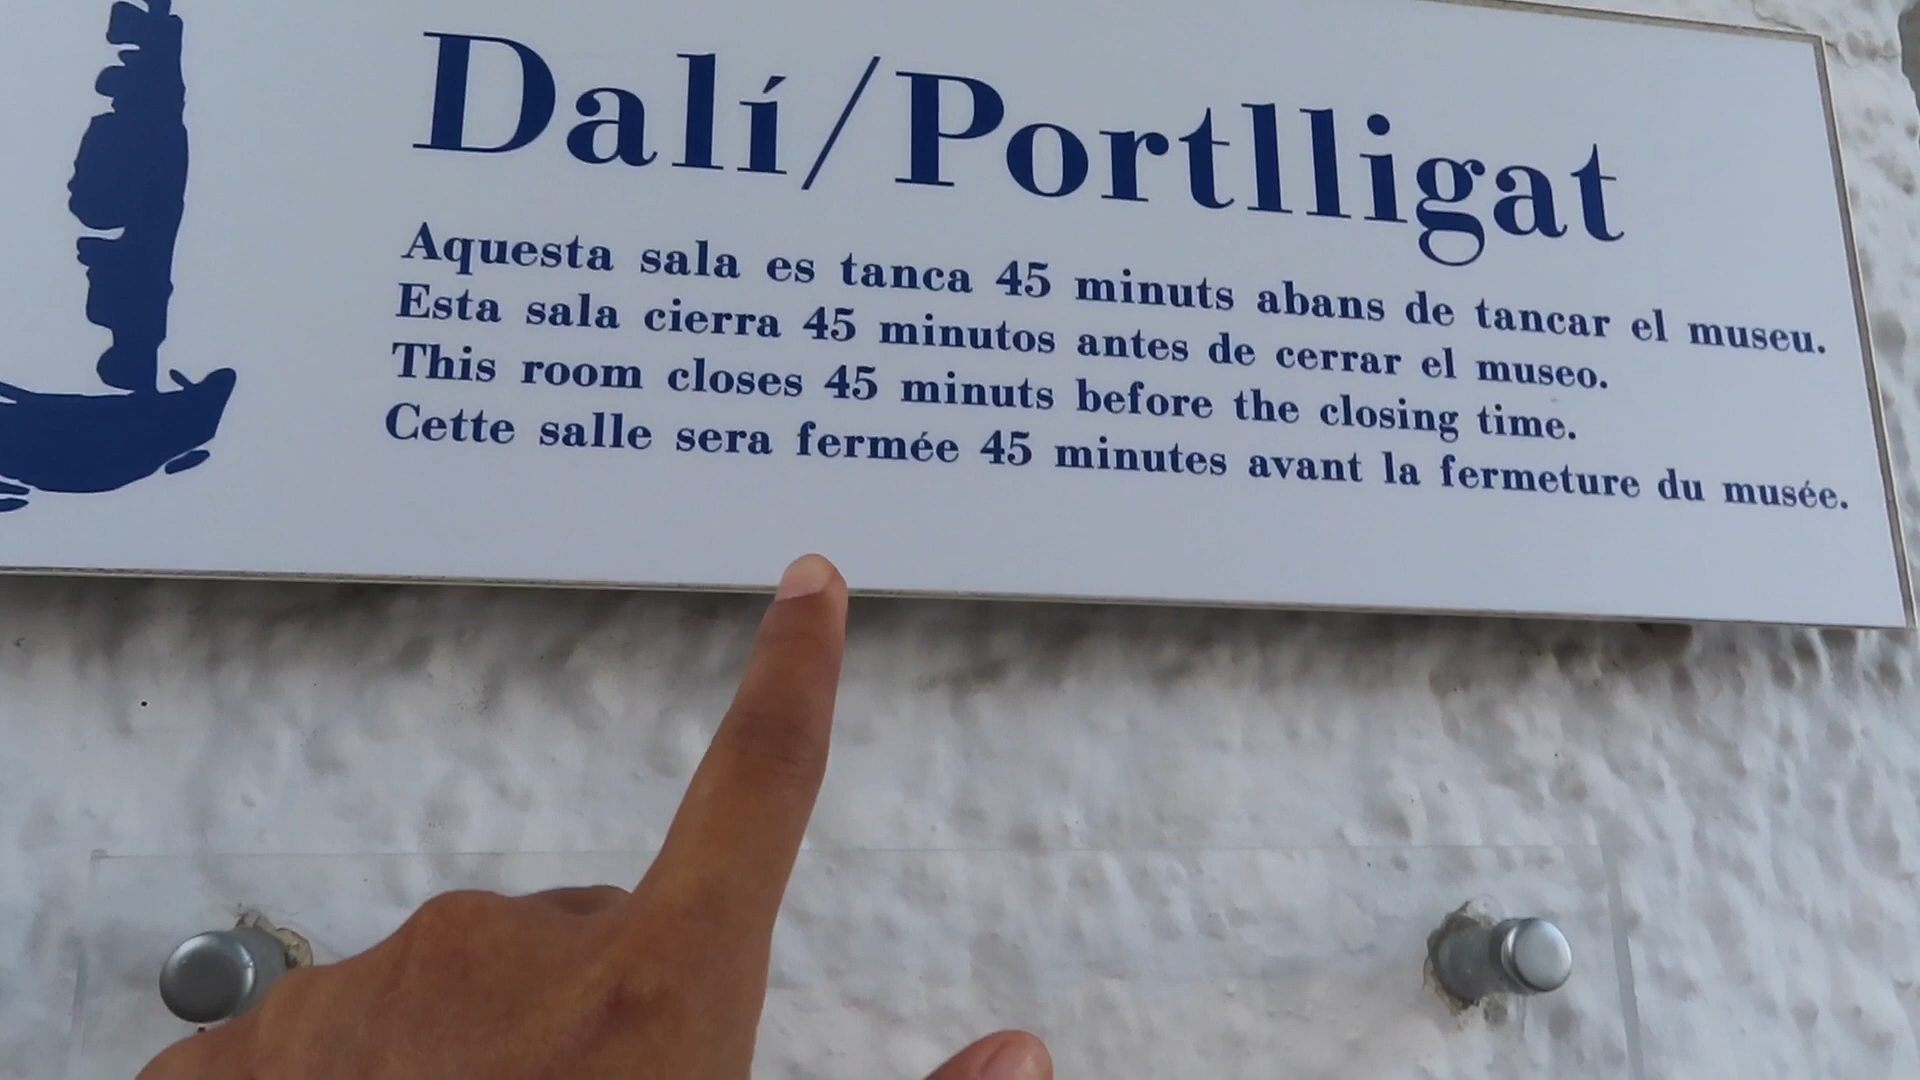 Dalí/Portlligat
Aquesta sala es tanca 45 minuts abans de tancar el museu.
Esta sala cierra 45 minutos antes de cerrar el museo.
This room closes 45 minuts before the closing time.
Cette salle sera fermée 45 minutes avant la fermeture du musée.